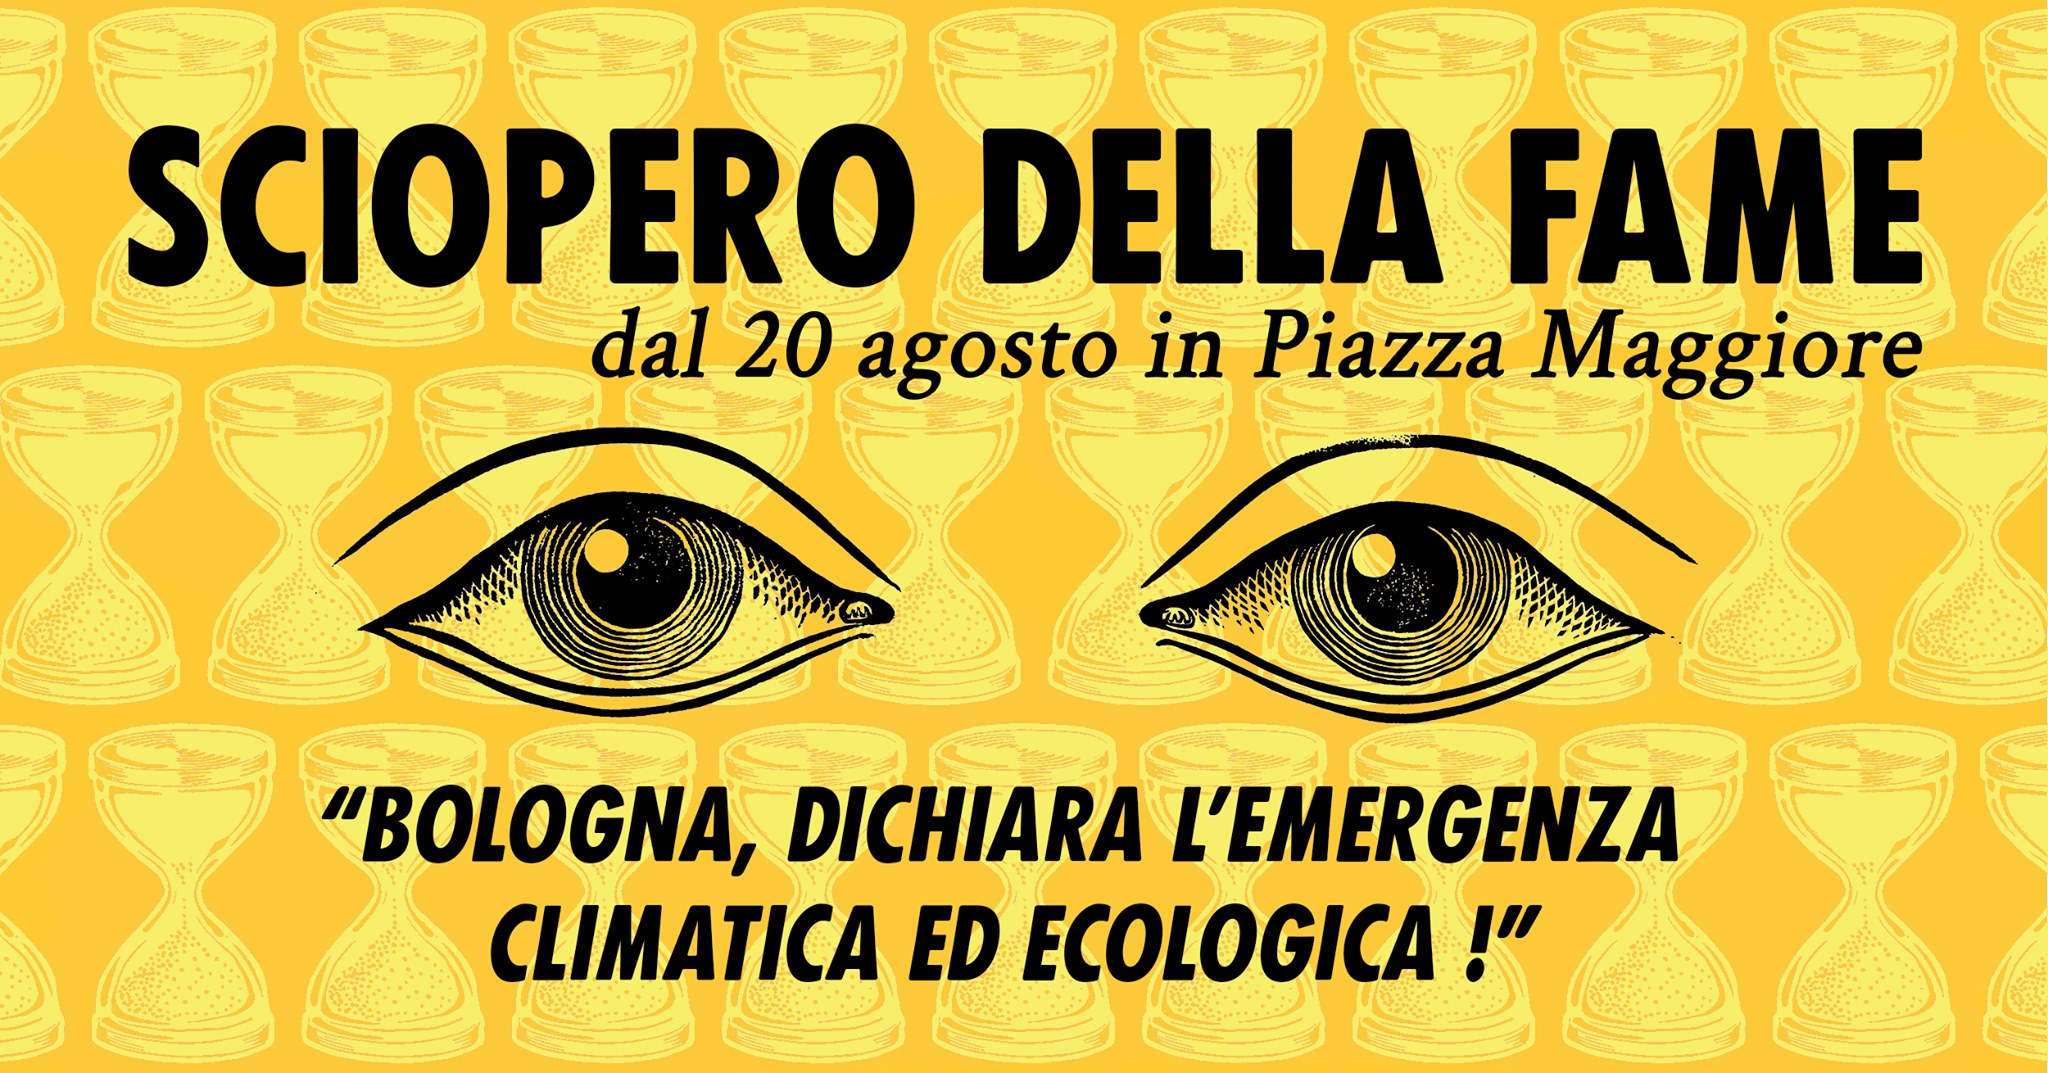 SCIOPERO DELLA FAME
dal 20 agosto in Piazza Maggiore
“BOLOGNA, DICHIARA L’EMERGENZA
CLIMATICA ED ECOLOGICA !”